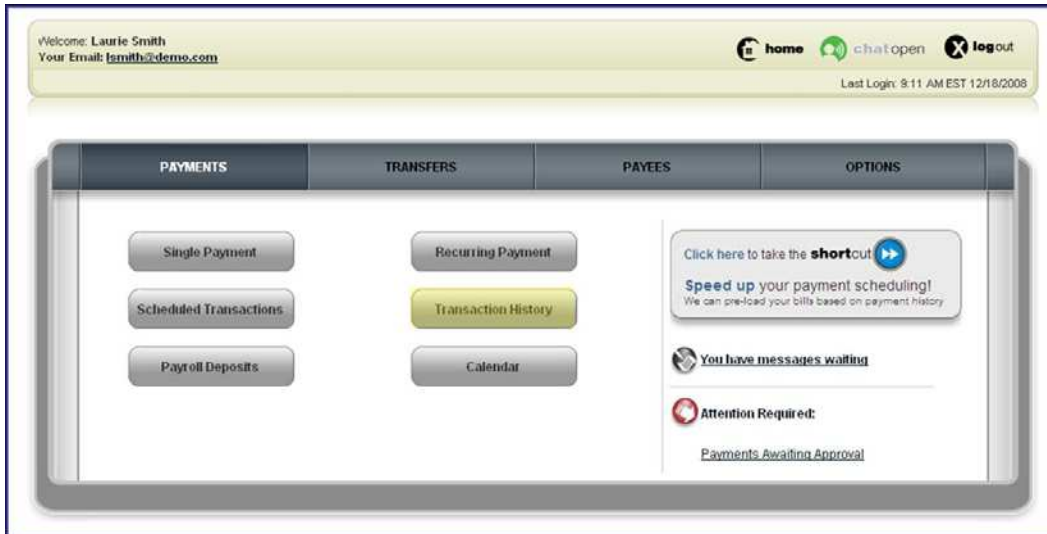 Welcome: Laurie Smith
Your Email: lsmith@demo.com
home
chatopen
logout
Last Login: 9:11 AM EST 12/18/2008
PAYMENTS
TRANSFERS
PAYEES
OPTIONS
Single Payment
Recurring Payment
Scheduled Transactions
Transaction History
Payroll Deposits
Calendar
Click here to take the shortcut
Speed up your payment scheduling!
We can pre-load your bills based on payment history
You have messages waiting
Attention Required:
Payments Awaiting Approval